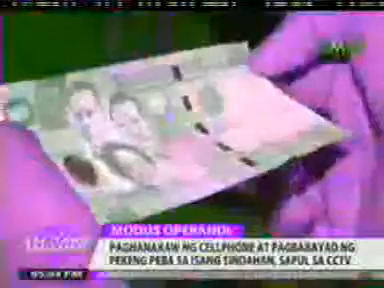 MODUS OPERANDI:
PAGNANAKAW NG CELLPHONE AT PAGBABAYAD NG
PEKENG PERA SA ISANG TINDAHAN, SAPUL SA CCTV